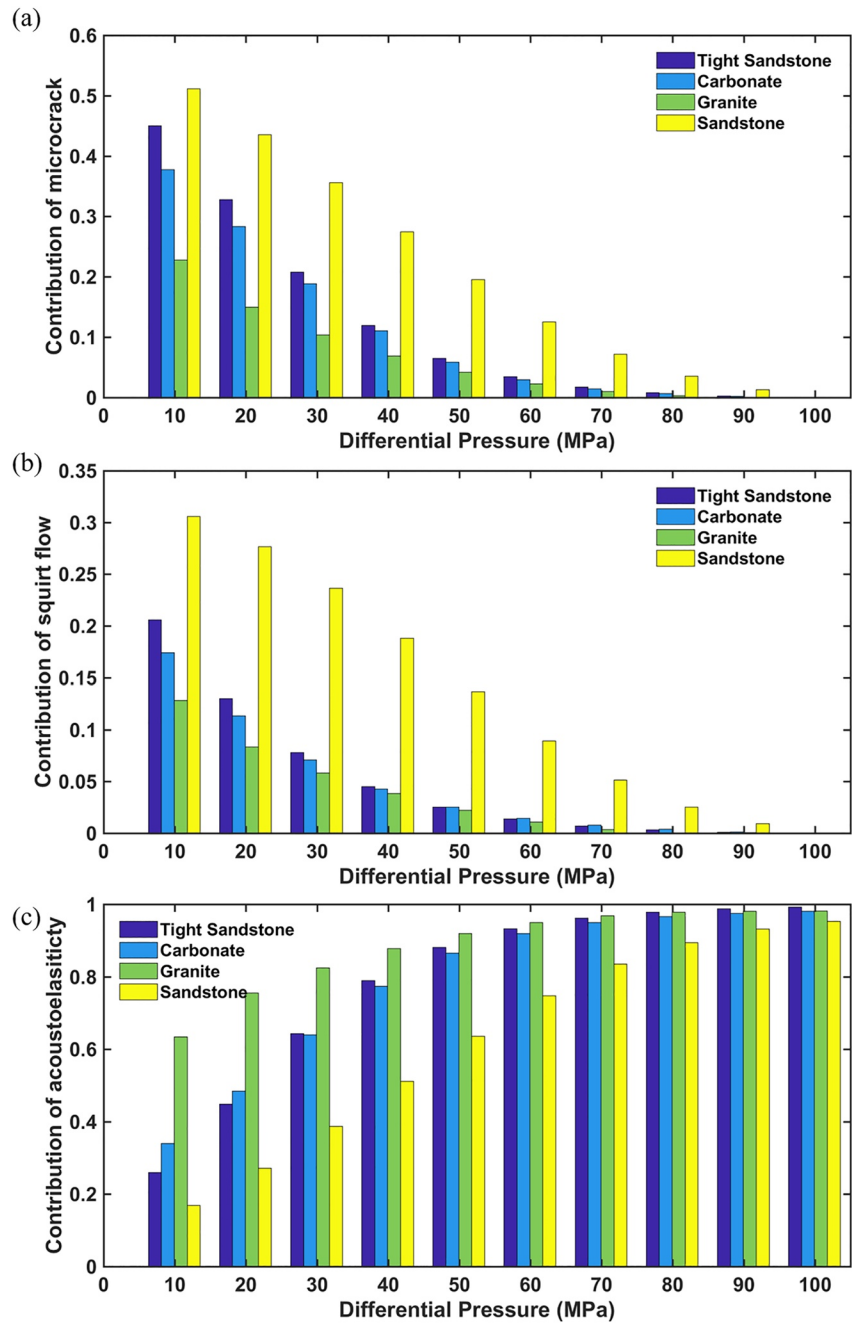 (a)
Contribution of microcrack
0.6
0.5
0.4
0.3
0.2
0.1
0
Tight Sandstone
Carbonate
Granite
Sandstone
0 10 20 30 40 50 60 70 80 90 100
Differential Pressure (MPa)
(b)
Contribution of squirt flow
0.35
0.3
0.25
0.2
0.15
0.1
0.05
0
Tight Sandstone
Carbonate
Granite
Sandstone
0 10 20 30 40 50 60 70 80 90 100
Differential Pressure (MPa)
(c)
Contribution of acoustoelasiticty
1
0.8
0.6
0.4
0.2
0
Tight Sandstone
Carbonate
Granite
Sandstone
0 10 20 30 40 50 60 70 80 90 100
Differential Pressure (MPa)